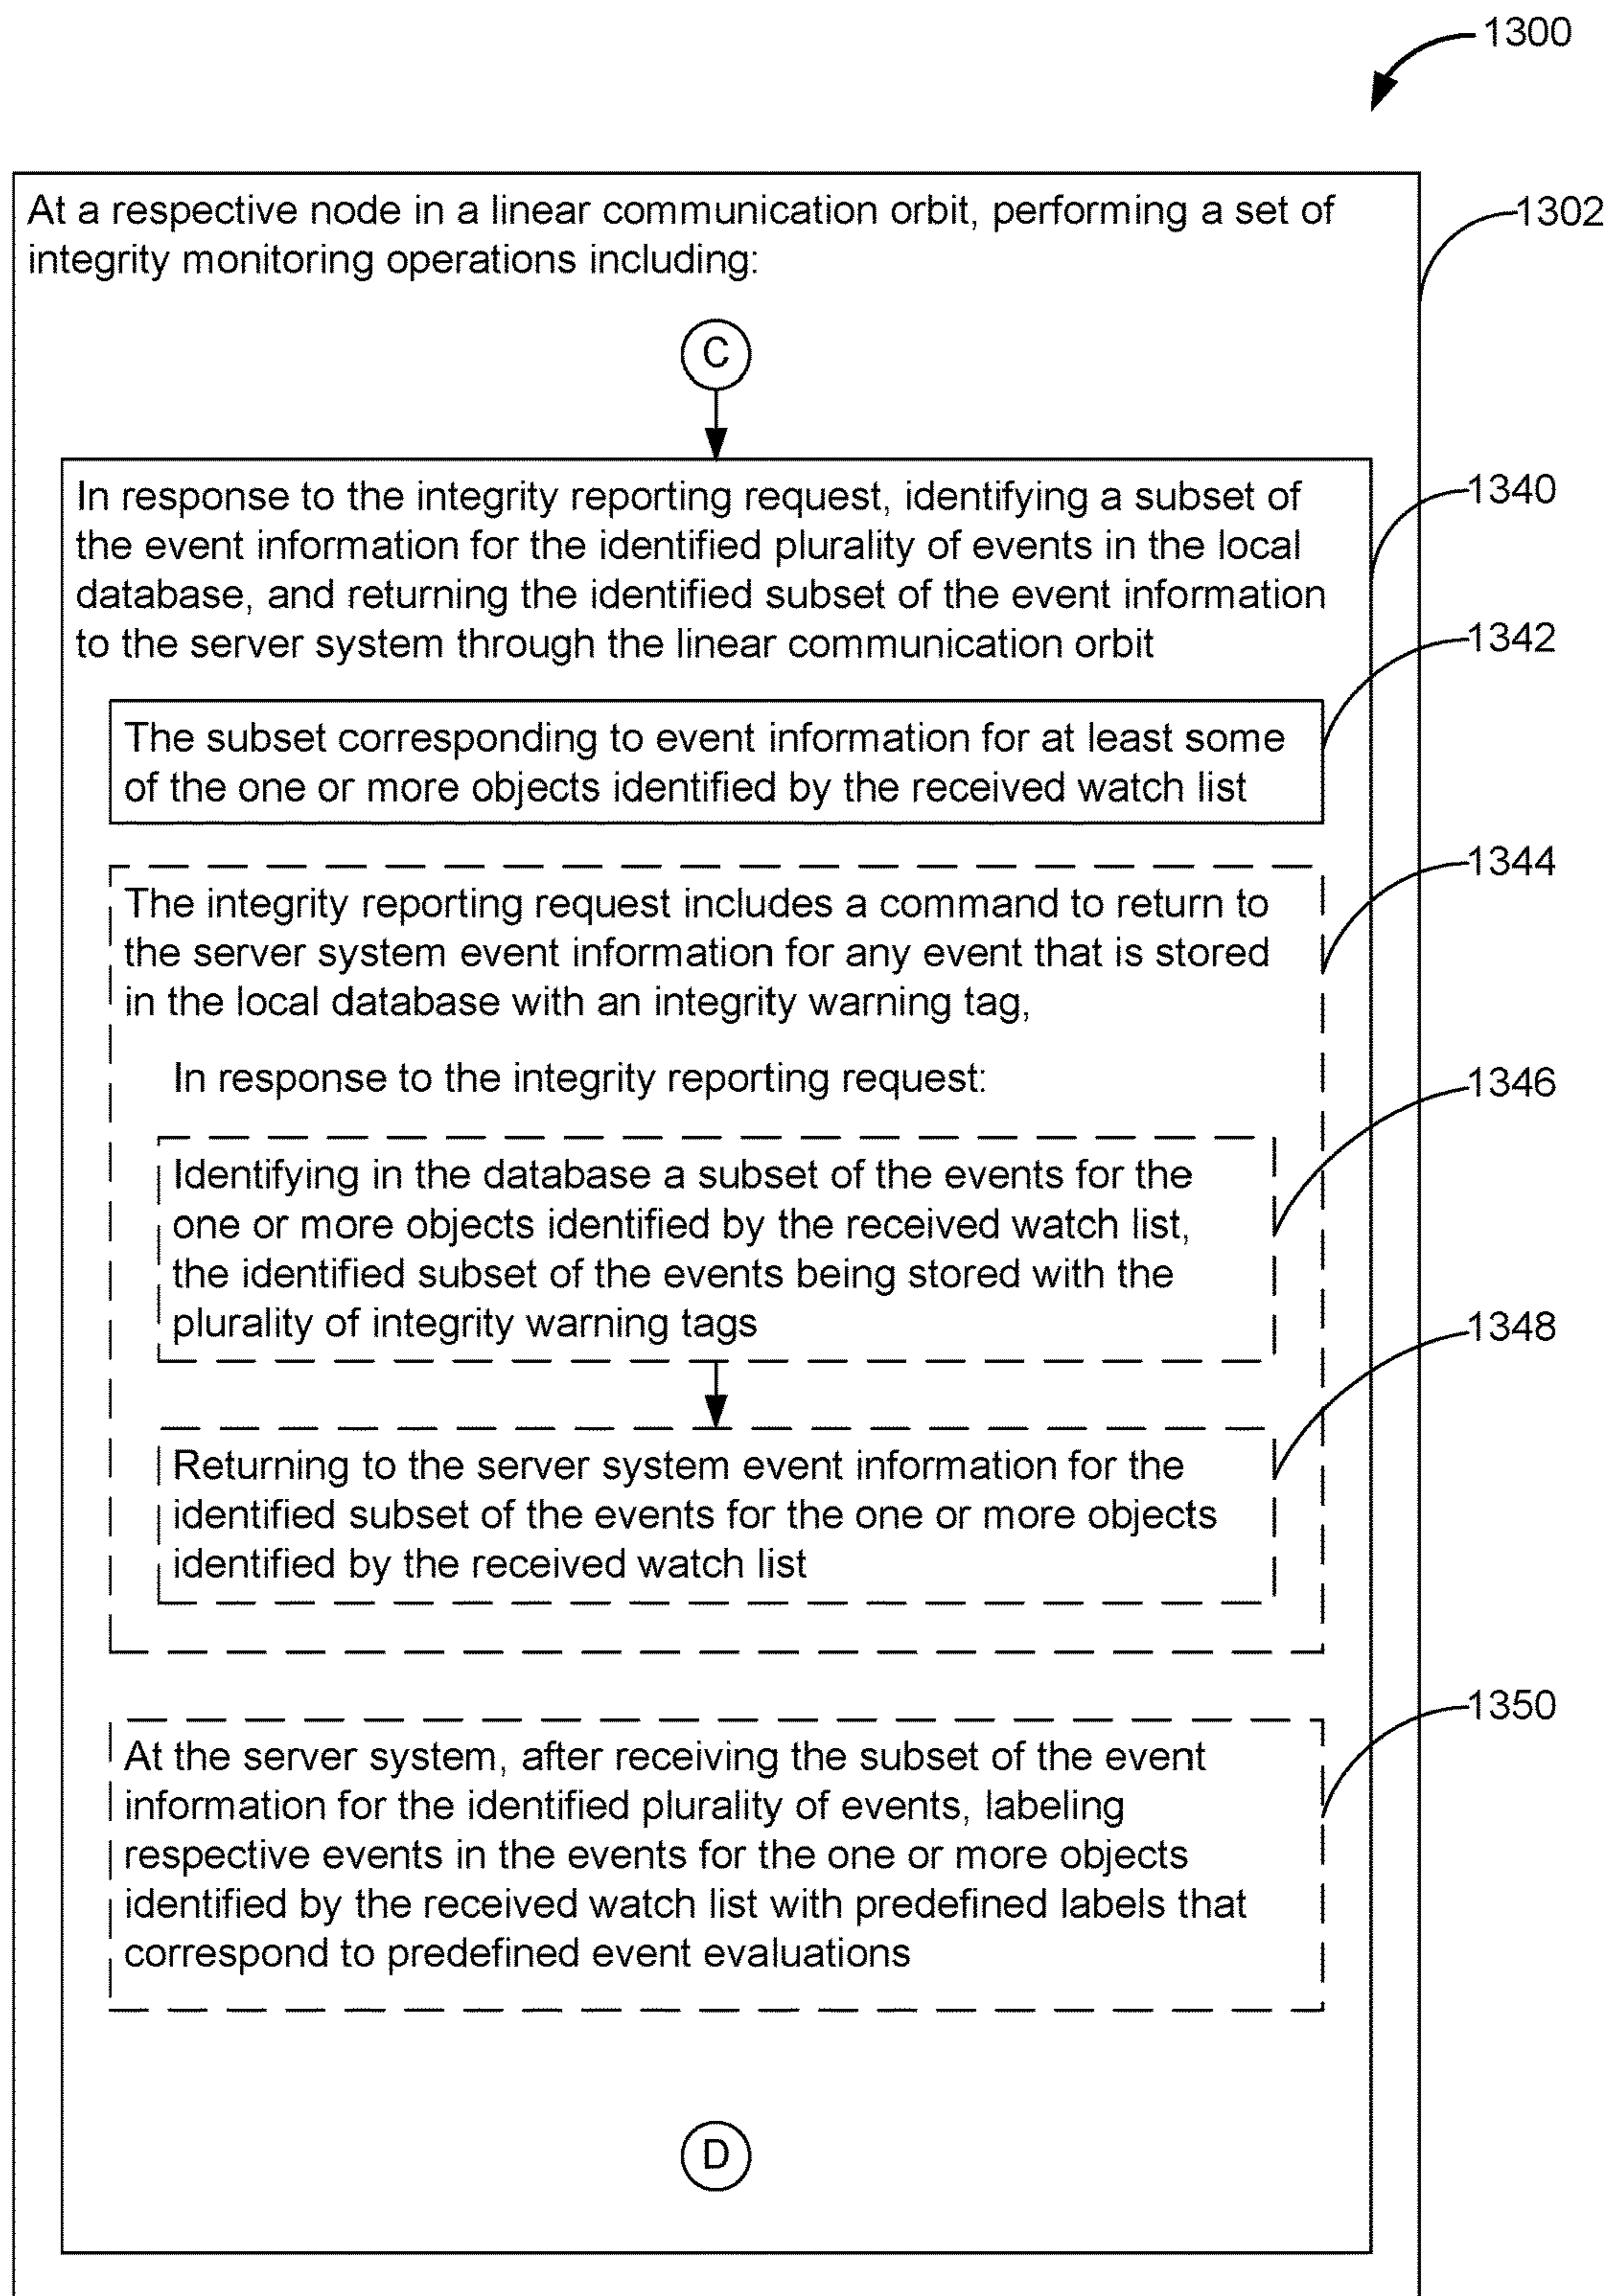 1300
At a respective node in a linear communication orbit, performing a set of
integrity monitoring operations including:
1302
C
In response to the integrity reporting request, identifying a subset of
the event information for the identified plurality of events in the local
database, and returning the identified subset of the event information
to the server system through the linear communication orbit
1340
The subset corresponding to event information for at least some
of the one or more objects identified by the received watch list
1342
The integrity reporting request includes a command to return to
the server system event information for any event that is stored
in the local database with an integrity warning tag,
1344
In response to the integrity reporting request:
Identifying in the database a subset of the events for the
one or more objects identified by the received watch list,
the identified subset of the events being stored with the
plurality of integrity warning tags
1346
Returning to the server system event information for the
identified subset of the events for the one or more objects
identified by the received watch list
1348
At the server system, after receiving the subset of the event
information for the identified plurality of events, labeling
respective events in the events for the one or more objects
identified by the received watch list with predefined labels that
correspond to predefined event evaluations
1350
D